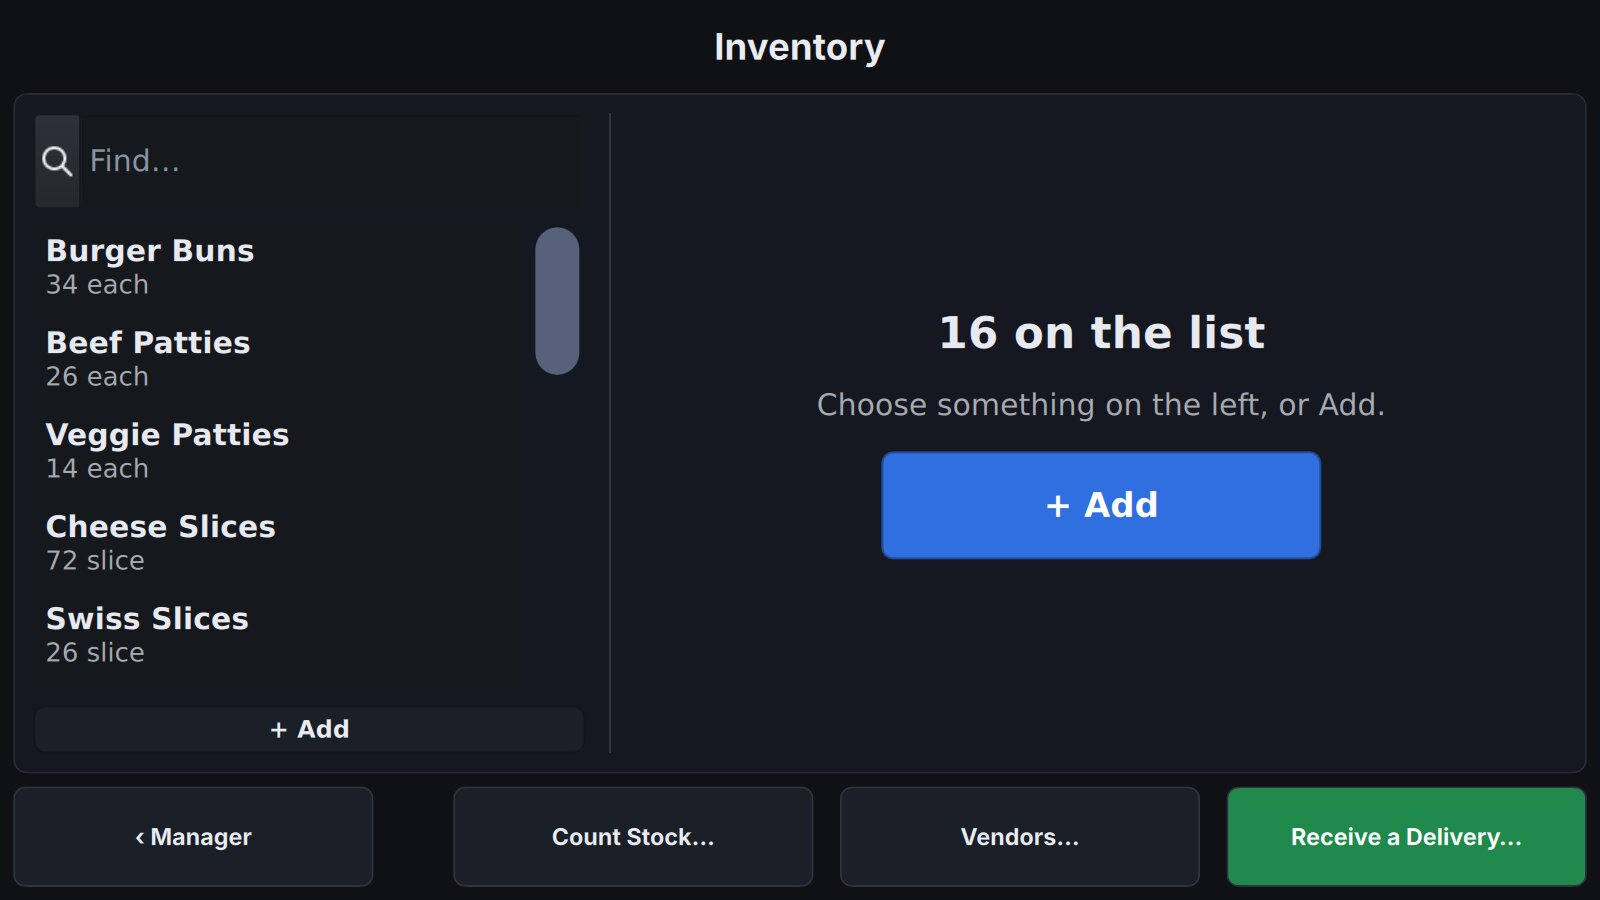 Inventory
Find...
Burger Buns
34 each
Beef Patties
26 each
Veggie Patties
14 each
Cheese Slices
72 slice
Swiss Slices
26 slice
+ Add
16 on the list
Choose something on the left, or Add.
+ Add
‹ Manager
Count Stock...
Vendors...
Receive a Delivery...